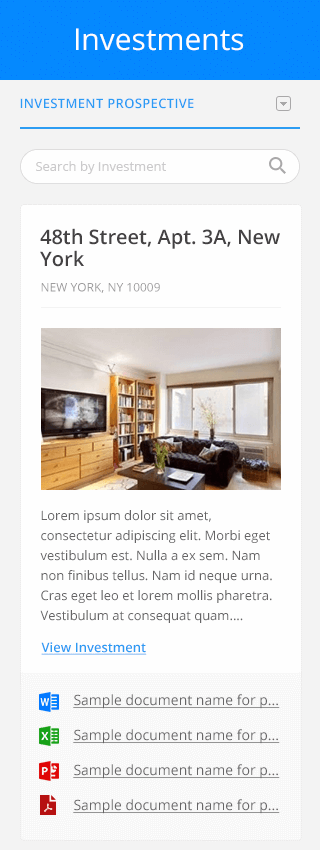 Investments
INVESTMENT PROSPECTIVE
Search by Investment
48th Street, Apt. 3A, New
York
NEW YORK, NY 10009
Lorem ipsum dolor sit amet,
consectetur adipiscing elit. Morbi eget
vestibulum est. Nulla a ex sem. Nam
non finibus tellus. Nam id neque urna.
Cras eget leo et lorem mollis pharetra.
Vestibulum at consequat quam....
View Investment
Sample document name for p...
Sample document name for p...
Sample document name for p...
Sample document name for p...